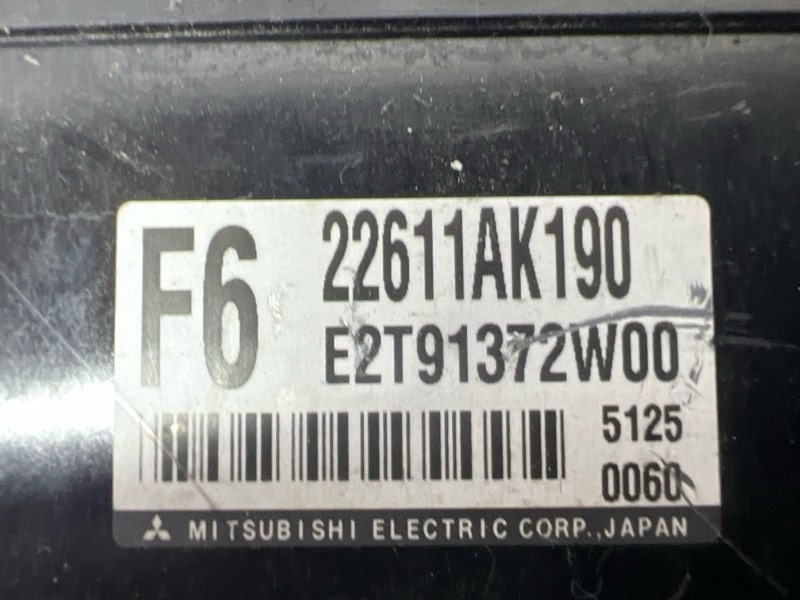 F6
22611AK190
E2T91372W00
5125
0060
MITSUBISHI ELECTRIC CORP.,JAPAN